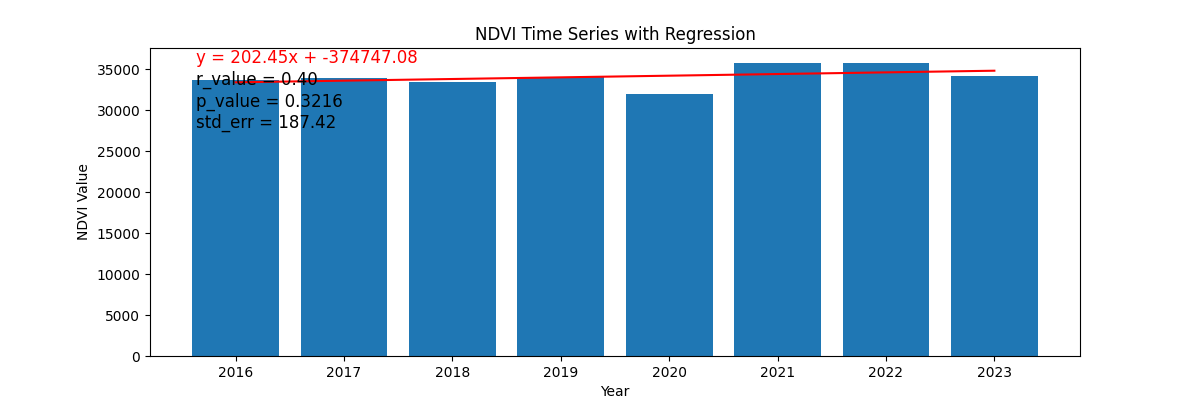 NDVI Time Series with Regression
y = 202.45x + -374747.08
r_value = 0.40
p_value = 0.3216
std_err = 187.42
NDVI Value
35000
30000
25000
20000
15000
10000
5000
0
2016 2017 2018 2019 2020 2021 2022 2023
Year